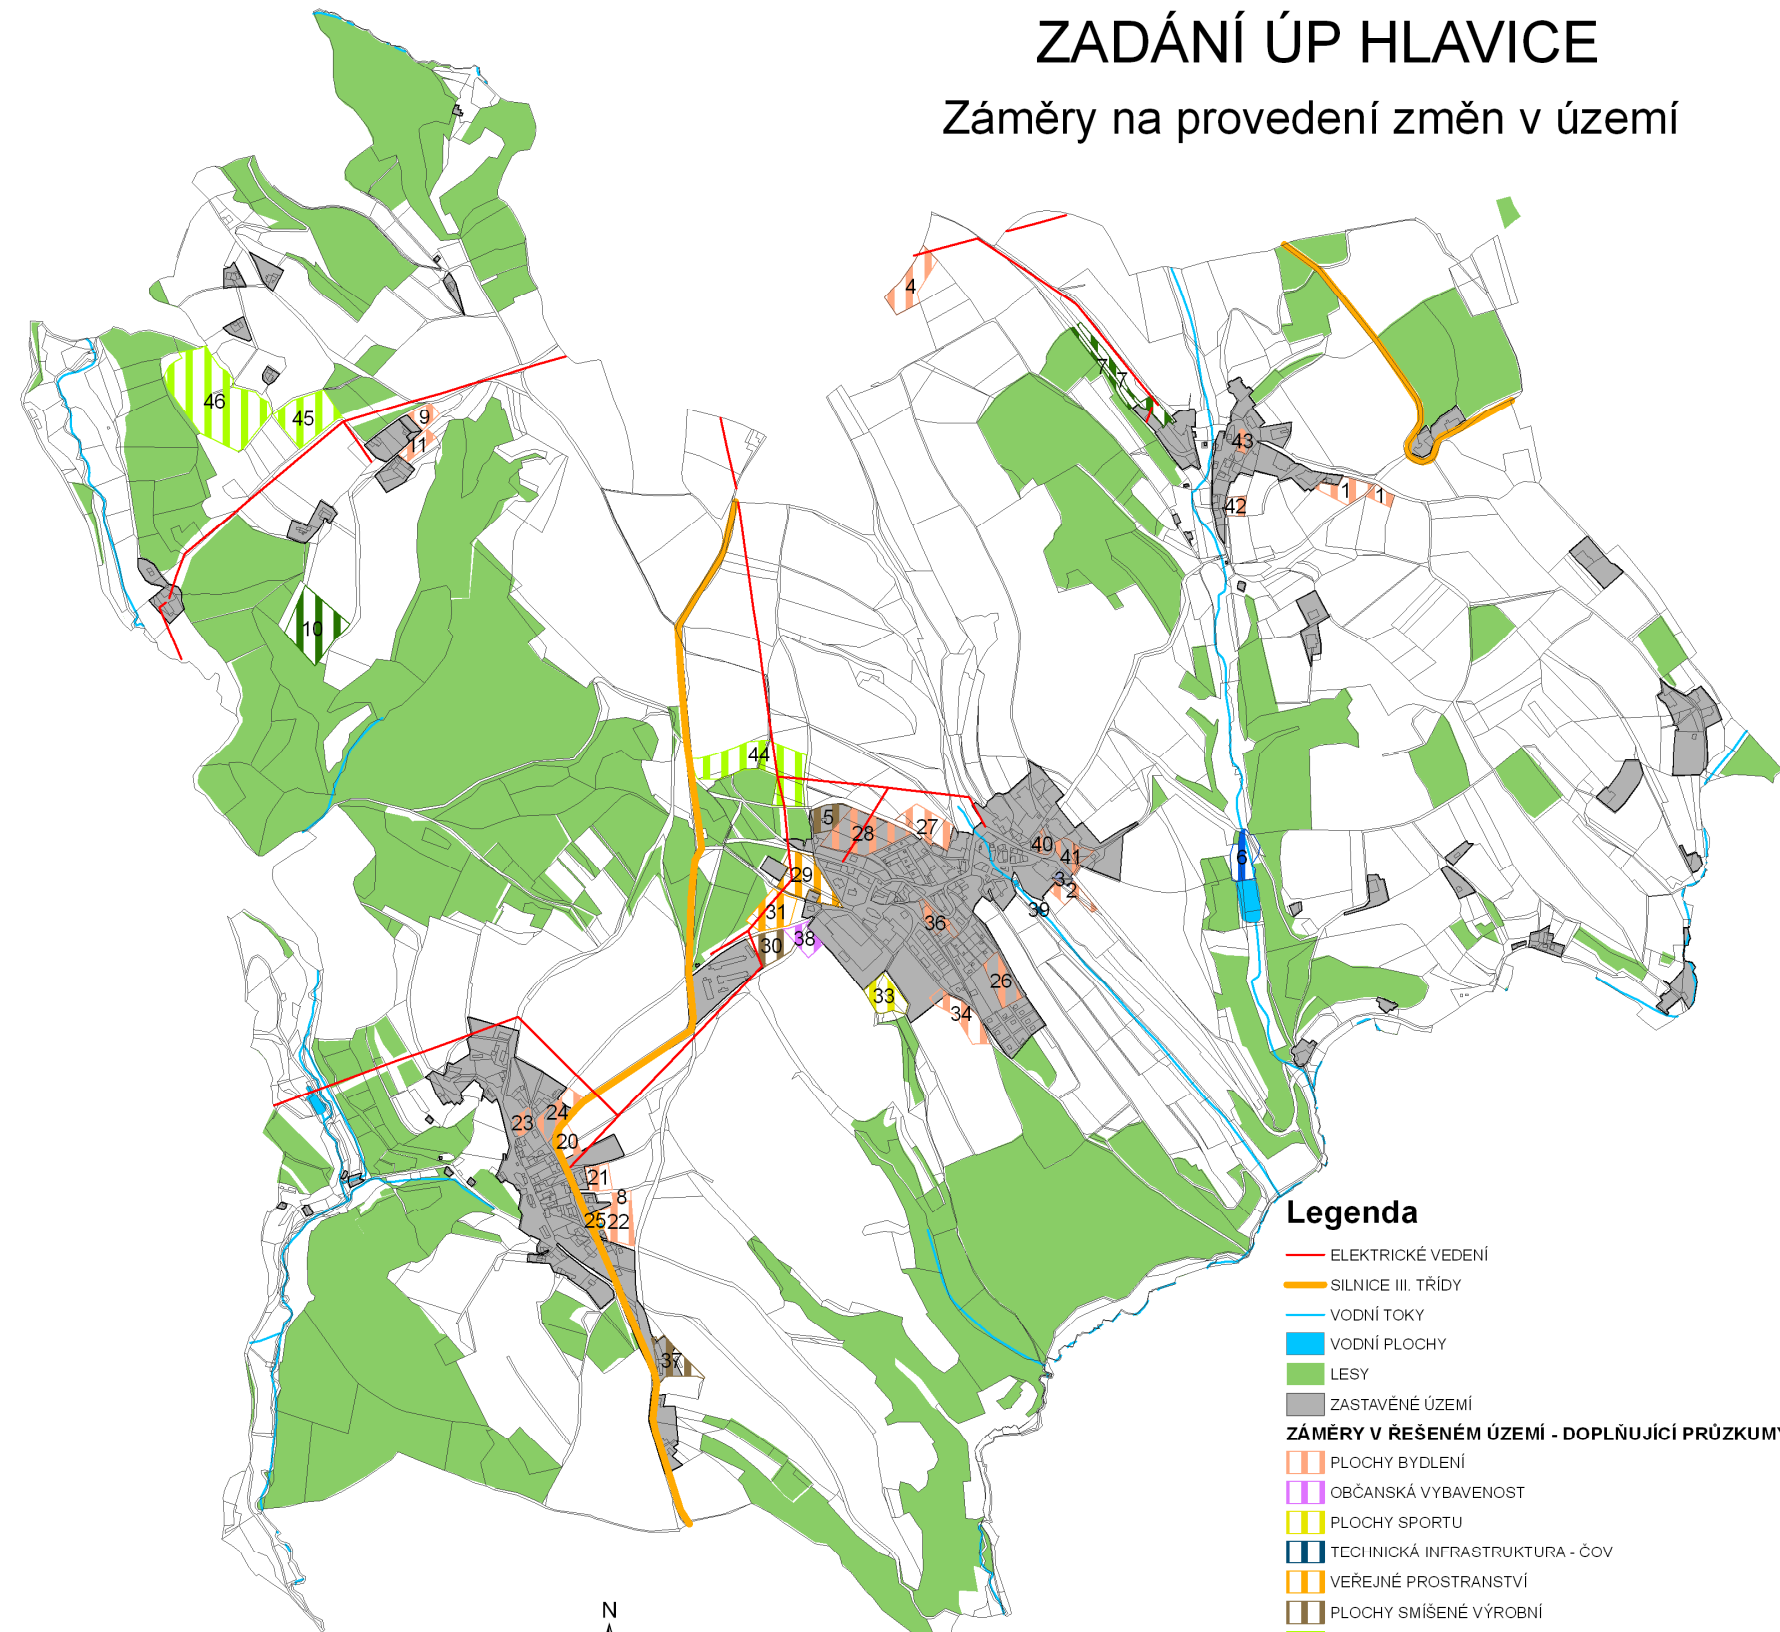 ZADÁNÍ ÚP HLAVICE
Záměry na provedení změn v území
4
7
7
46
45
9
11
43
1
1
42
10
44
5
28
27
40
41
6
3
2
29
31
39
36
30
38
26
33
34
24
23
20
21
8
25
22
37
Legenda
ELEKTRICKÉ VEDENÍ
SILNICE III. TŘÍDY
VODNÍ TOKY
VODNÍ PLOCHY
LESY
ZASTAVĚNÉ ÚZEMÍ
ZÁMĚRY V ŘEŠENÉM ÚZEMÍ - DOPLŇUJÍCÍ PRŮZKUMY
PLOCHY BYDLENÍ
OBČANSKÁ VYBAVENOST
PLOCHY SPORTU
TECHNICKÁ INFRASTRUKTURA - ČOV
VEŘEJNÉ PROSTRANSTVÍ
PLOCHY SMÍŠENÉ VÝROBNÍ
N